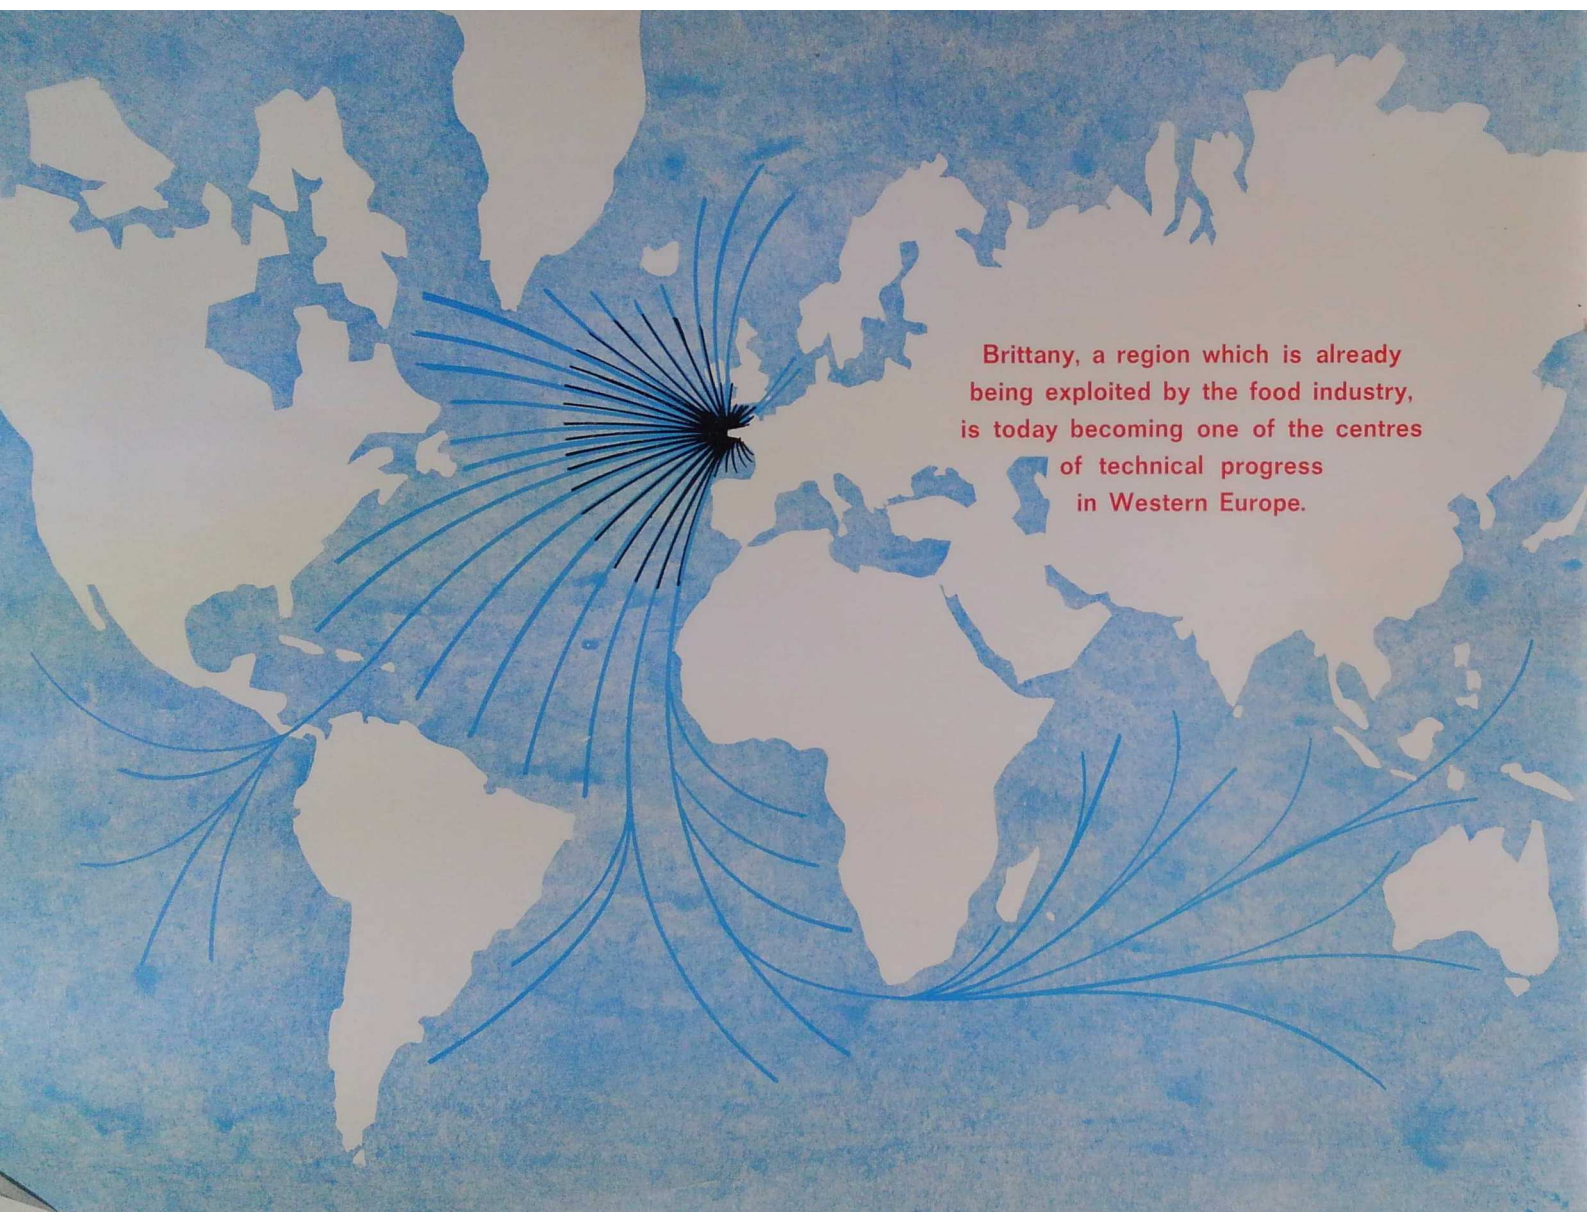 Brittany, a region which is already
being exploited by the food industry,
is today becoming one of the centres
of technical progress
in Western Europe.